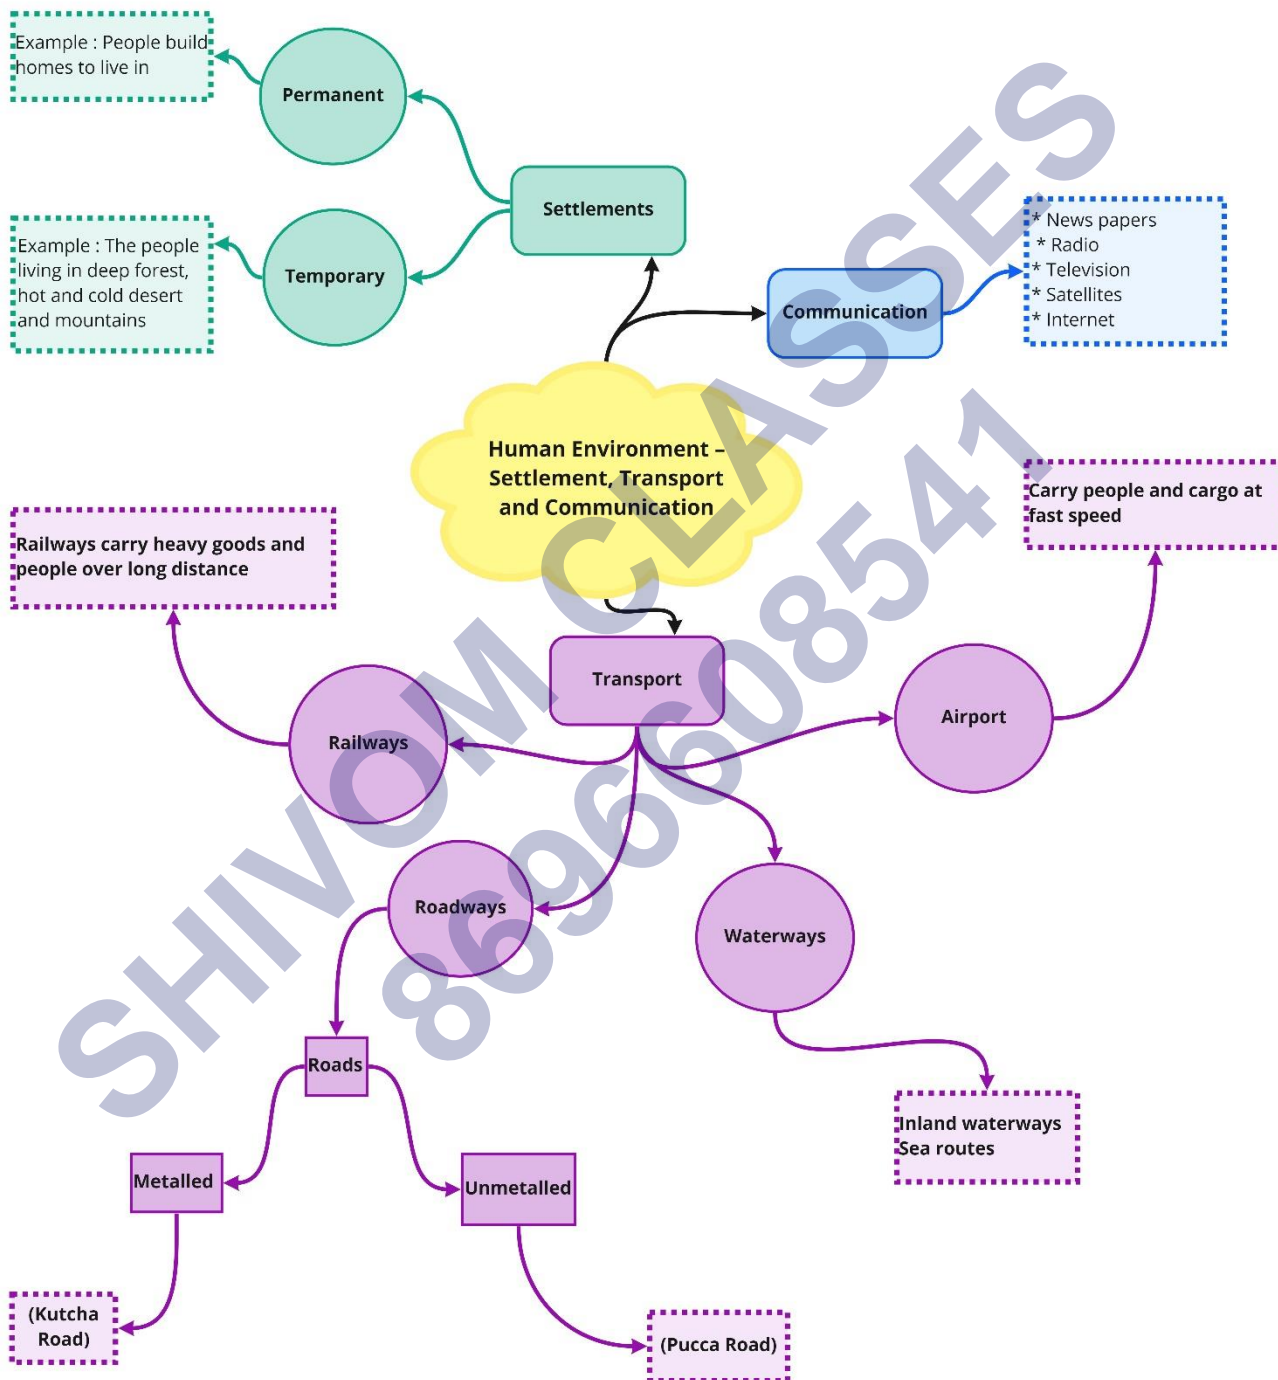 Example : People build
homes to live in
Permanent
Settlements
Example : The people
living in deep forest,
hot and cold desert
and mountains
Temporary
Communication
* News papers
* Radio
* Television
* Satellites
* Internet
Human Environment –
Settlement, Transport
and Communication
Carry people and cargo at
fast speed
Railways carry heavy goods and
people over long distance
Transport
Railways
Airport
Roadways
Waterways
Roads
Inland waterways
Sea routes
Metalled
Unmetalled
(Kutcha
Road)
(Pucca Road)
SHIVOM CLASSES
8696608541